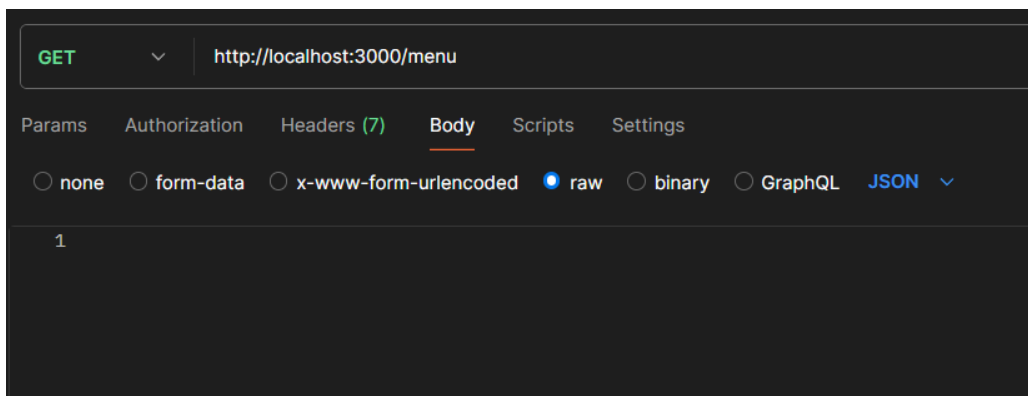 GET http://localhost:3000/menu
Params Authorization Headers (7) Body Scripts Settings
none form-data x-www-form-urlencoded raw binary GraphQL JSON
1